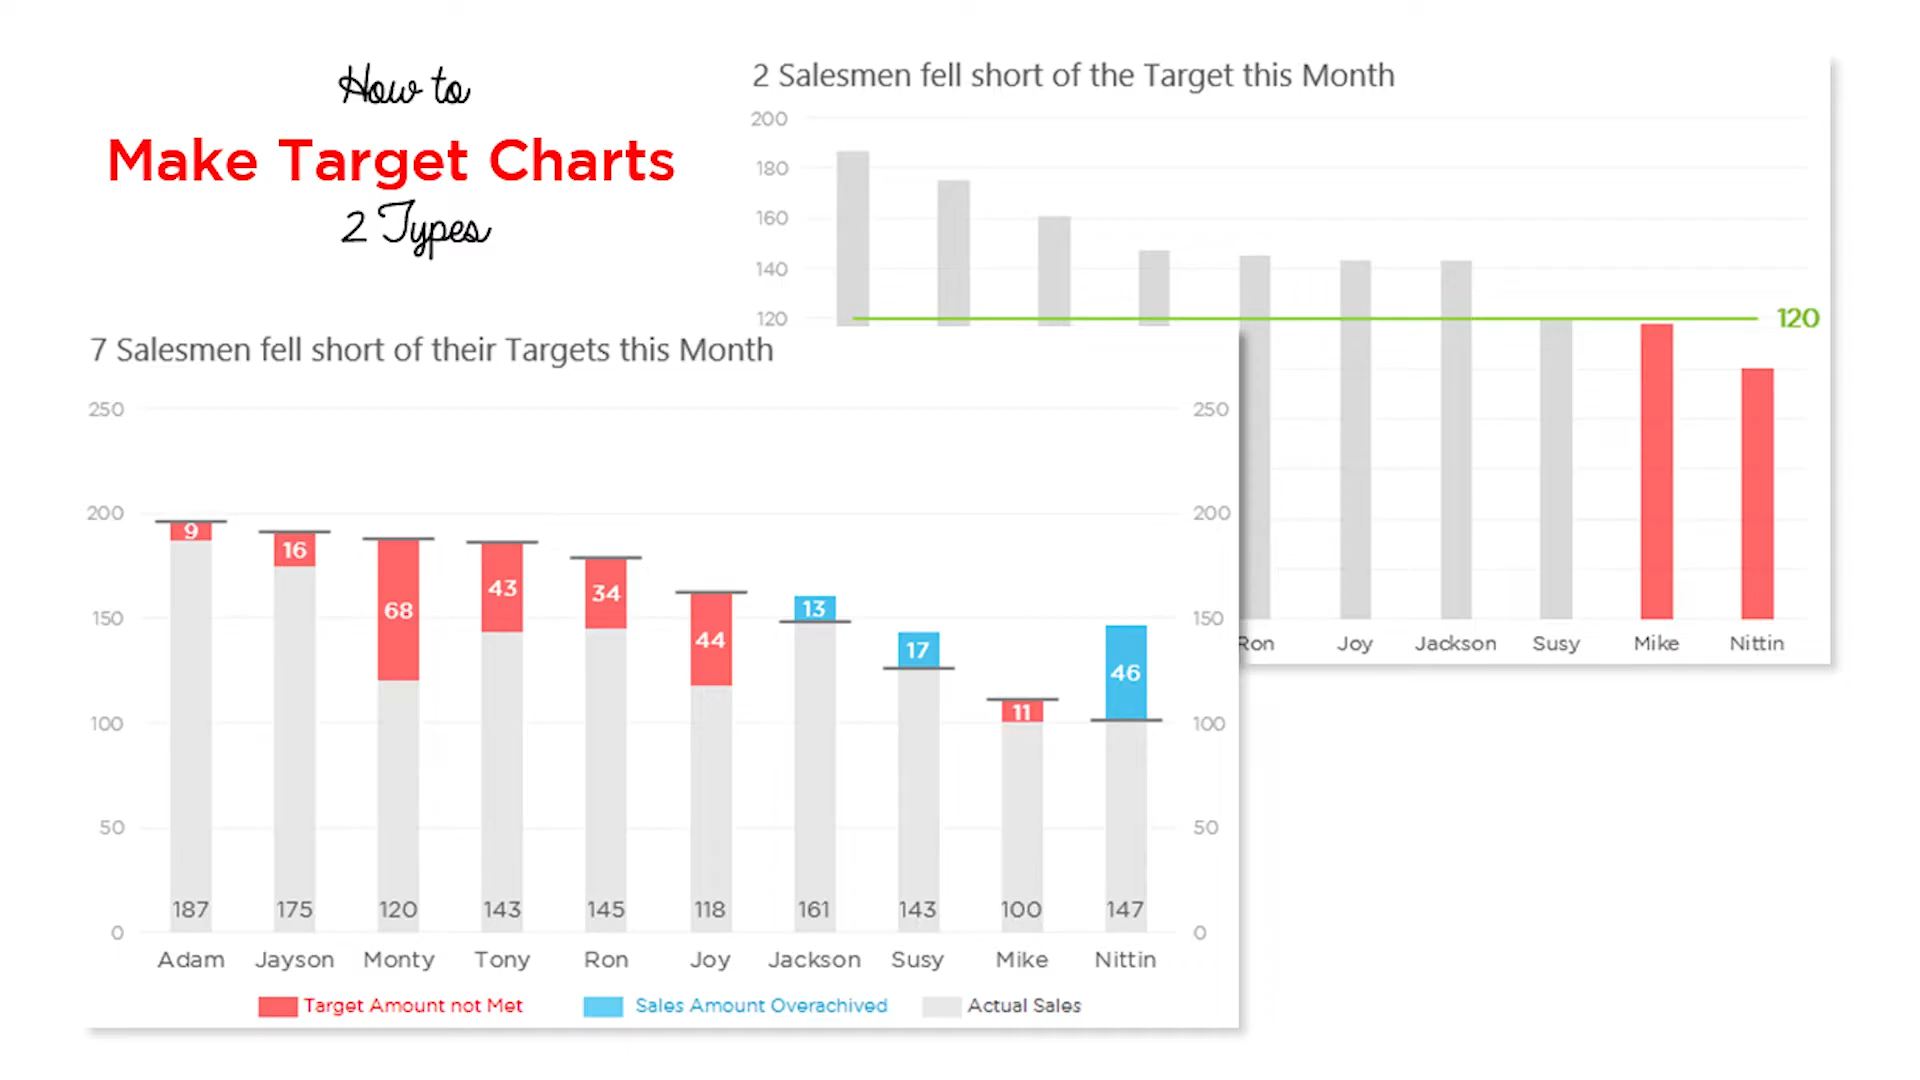 How to
Make Target Charts
2 Types
2 Salesmen fell short of the Target this Month
200
180
160
140
120
120
Ron Joy Jackson Susy Mike Nittin
7 Salesmen fell short of their Targets this Month
250 250
200 200
150 150
100 100
50 50
0 0
9 16 68 43 34 44 13 17 11 46
187 175 120 143 145 118 161 143 100 147
Adam Jayson Monty Tony Ron Joy Jackson Susy Mike Nittin
Target Amount not Met Sales Amount Overachived Actual Sales